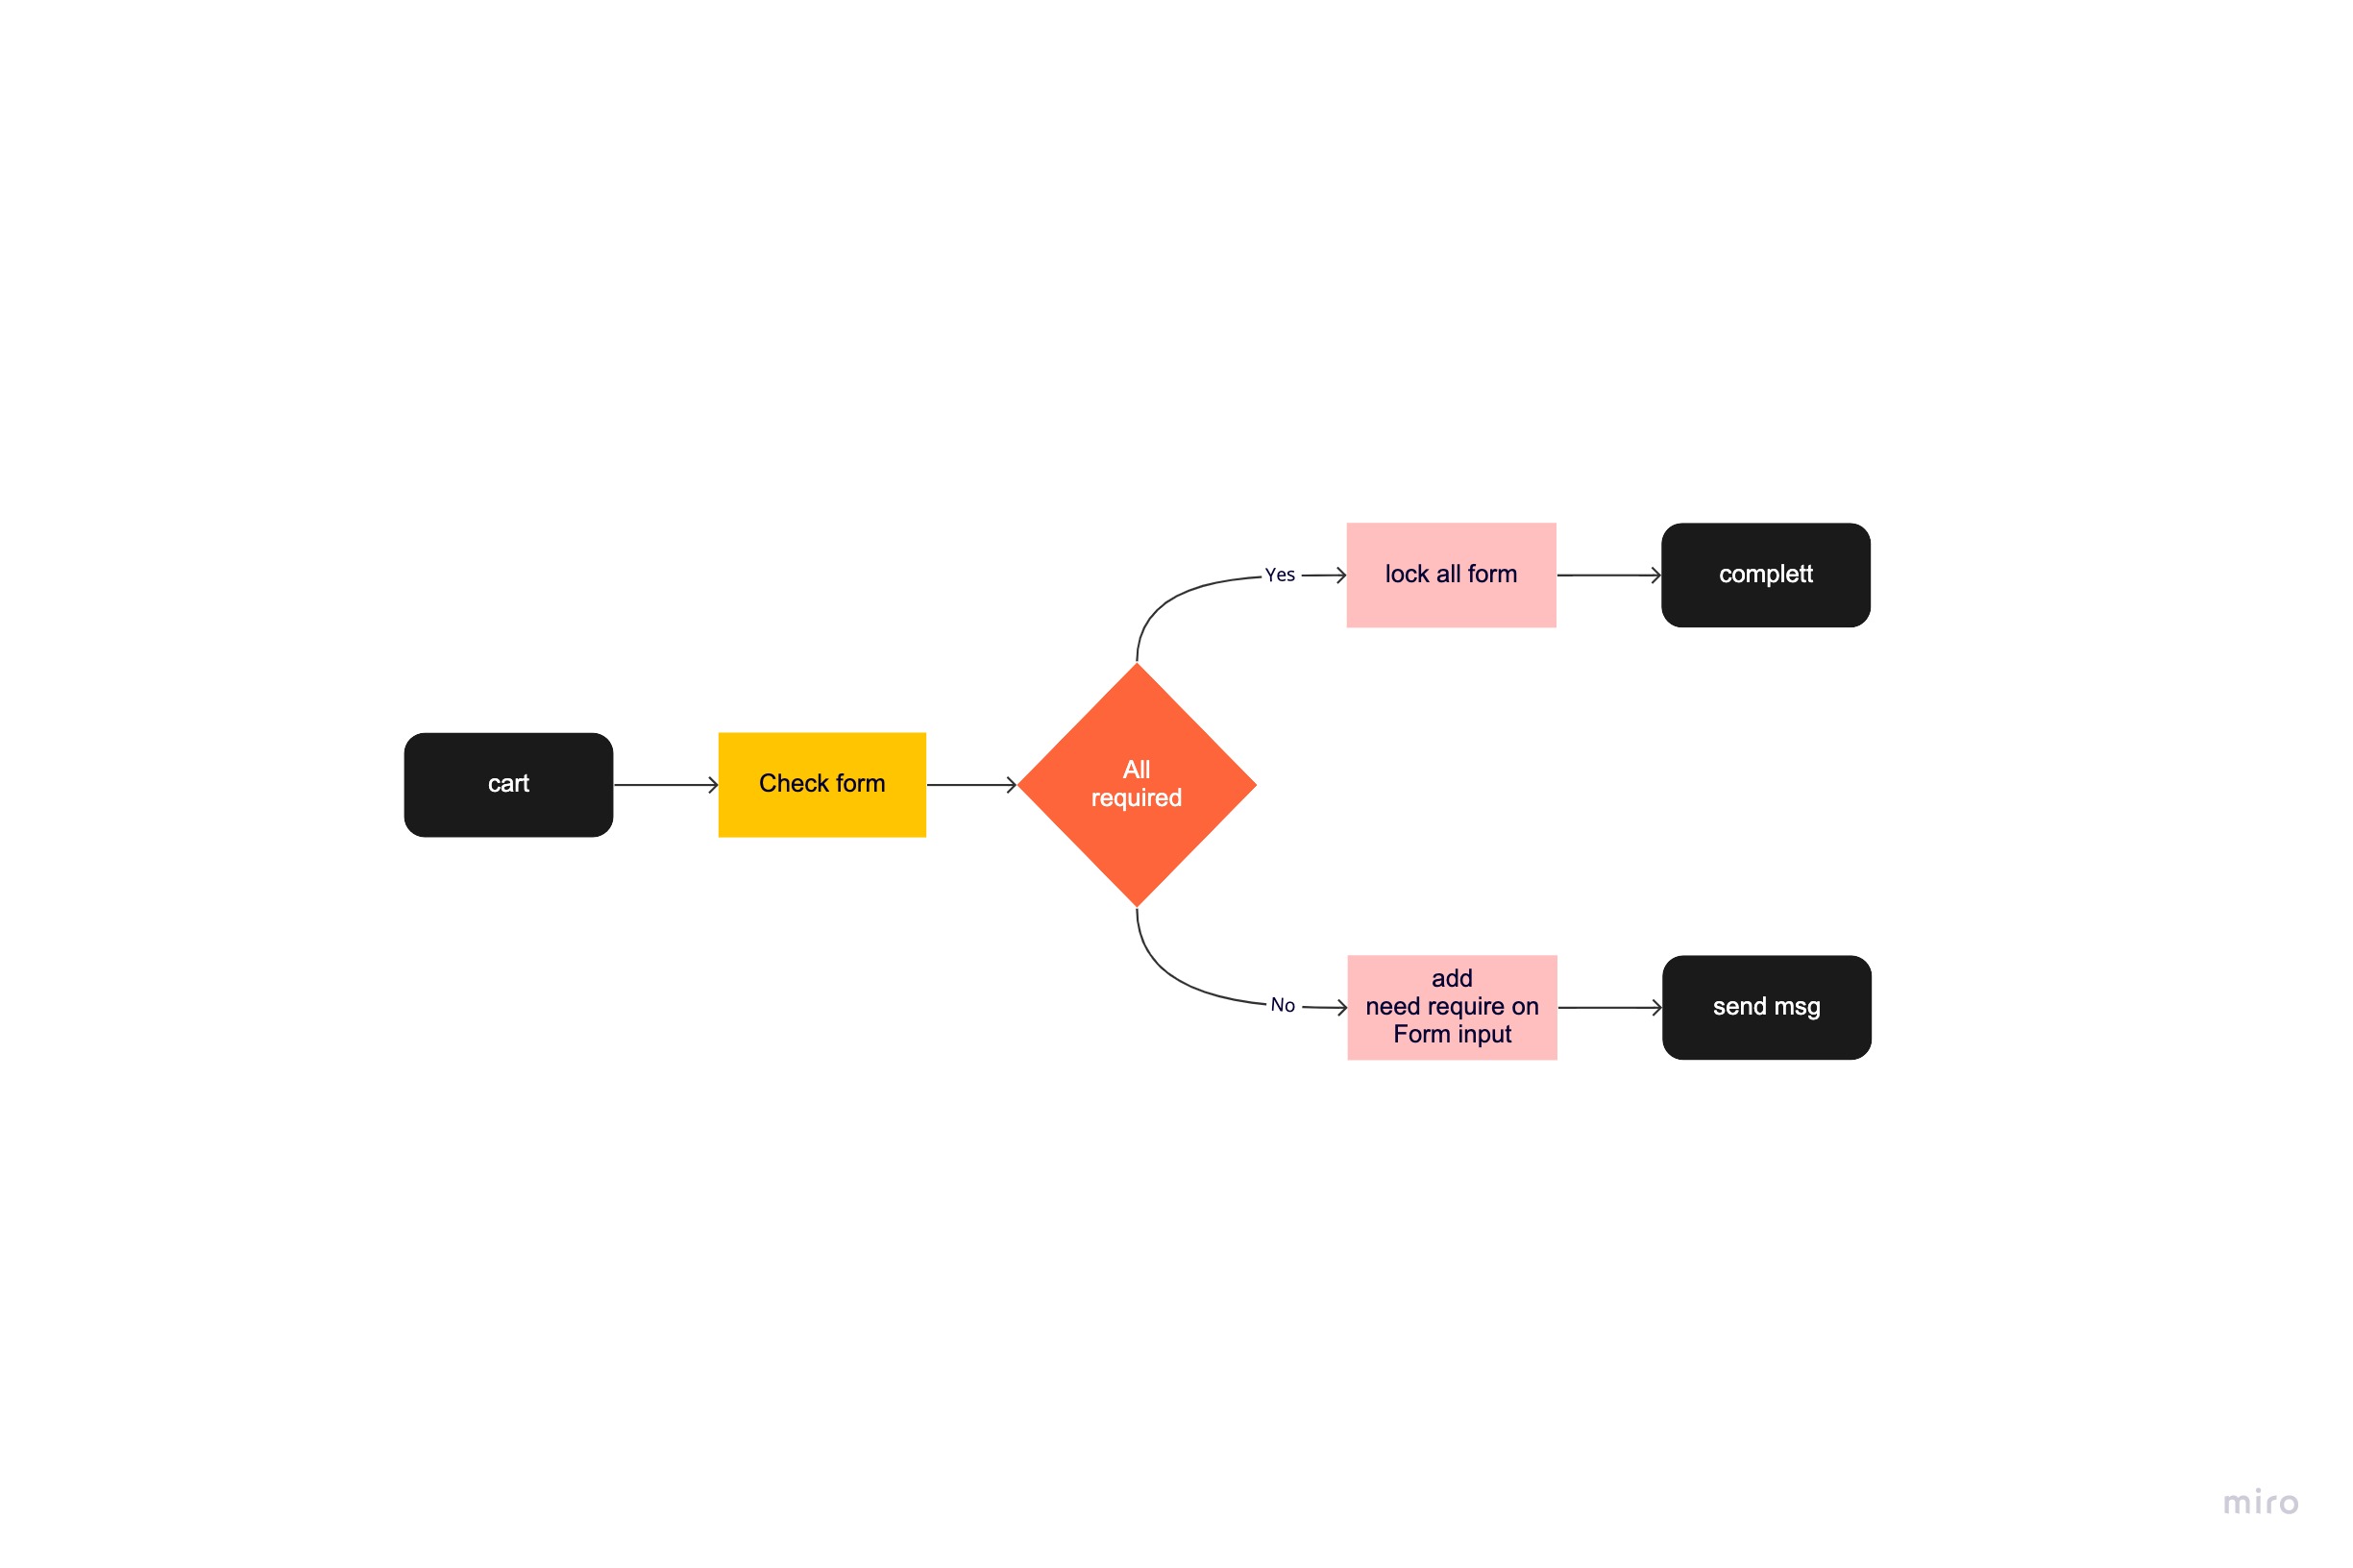 cart
Check form
All
required
Yes
lock all form
complett
No
add
need require on
Form input
send msg
miro